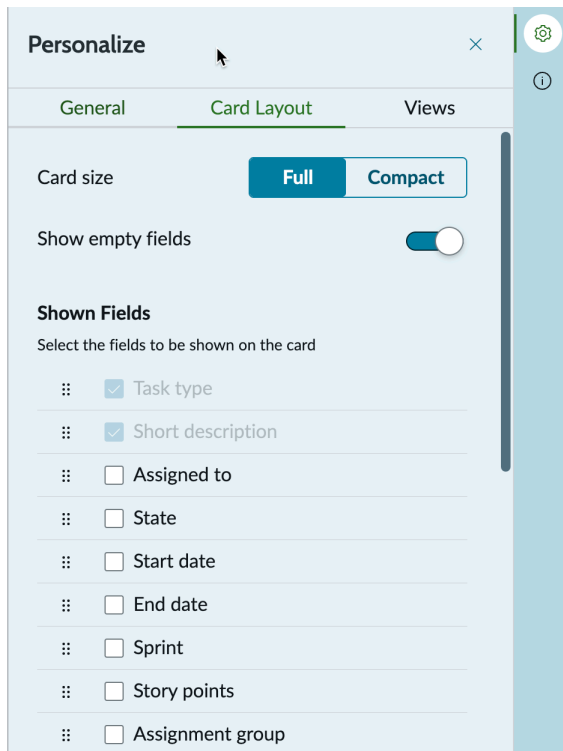 Personalize
General Card Layout Views
Card size Full Compact
Show empty fields
Shown Fields
Select the fields to be shown on the card
Task type
Short description
Assigned to
State
Start date
End date
Sprint
Story points
Assignment group